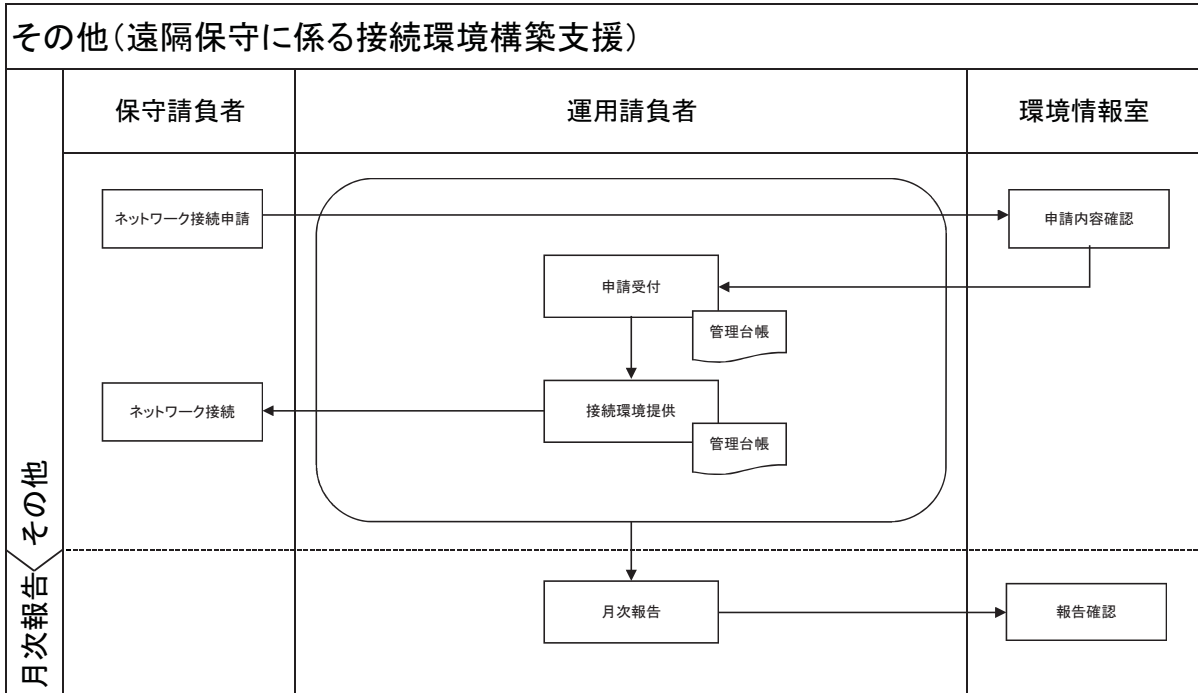 その他（遠隔保守に係る接続環境構築支援）
保守請負者
運用請負者
環境情報室
ネットワーク接続申請
申請内容確認
申請受付
管理台帳
ネットワーク接続
接続環境提供
管理台帳
その他
月次報告
月次報告
報告確認